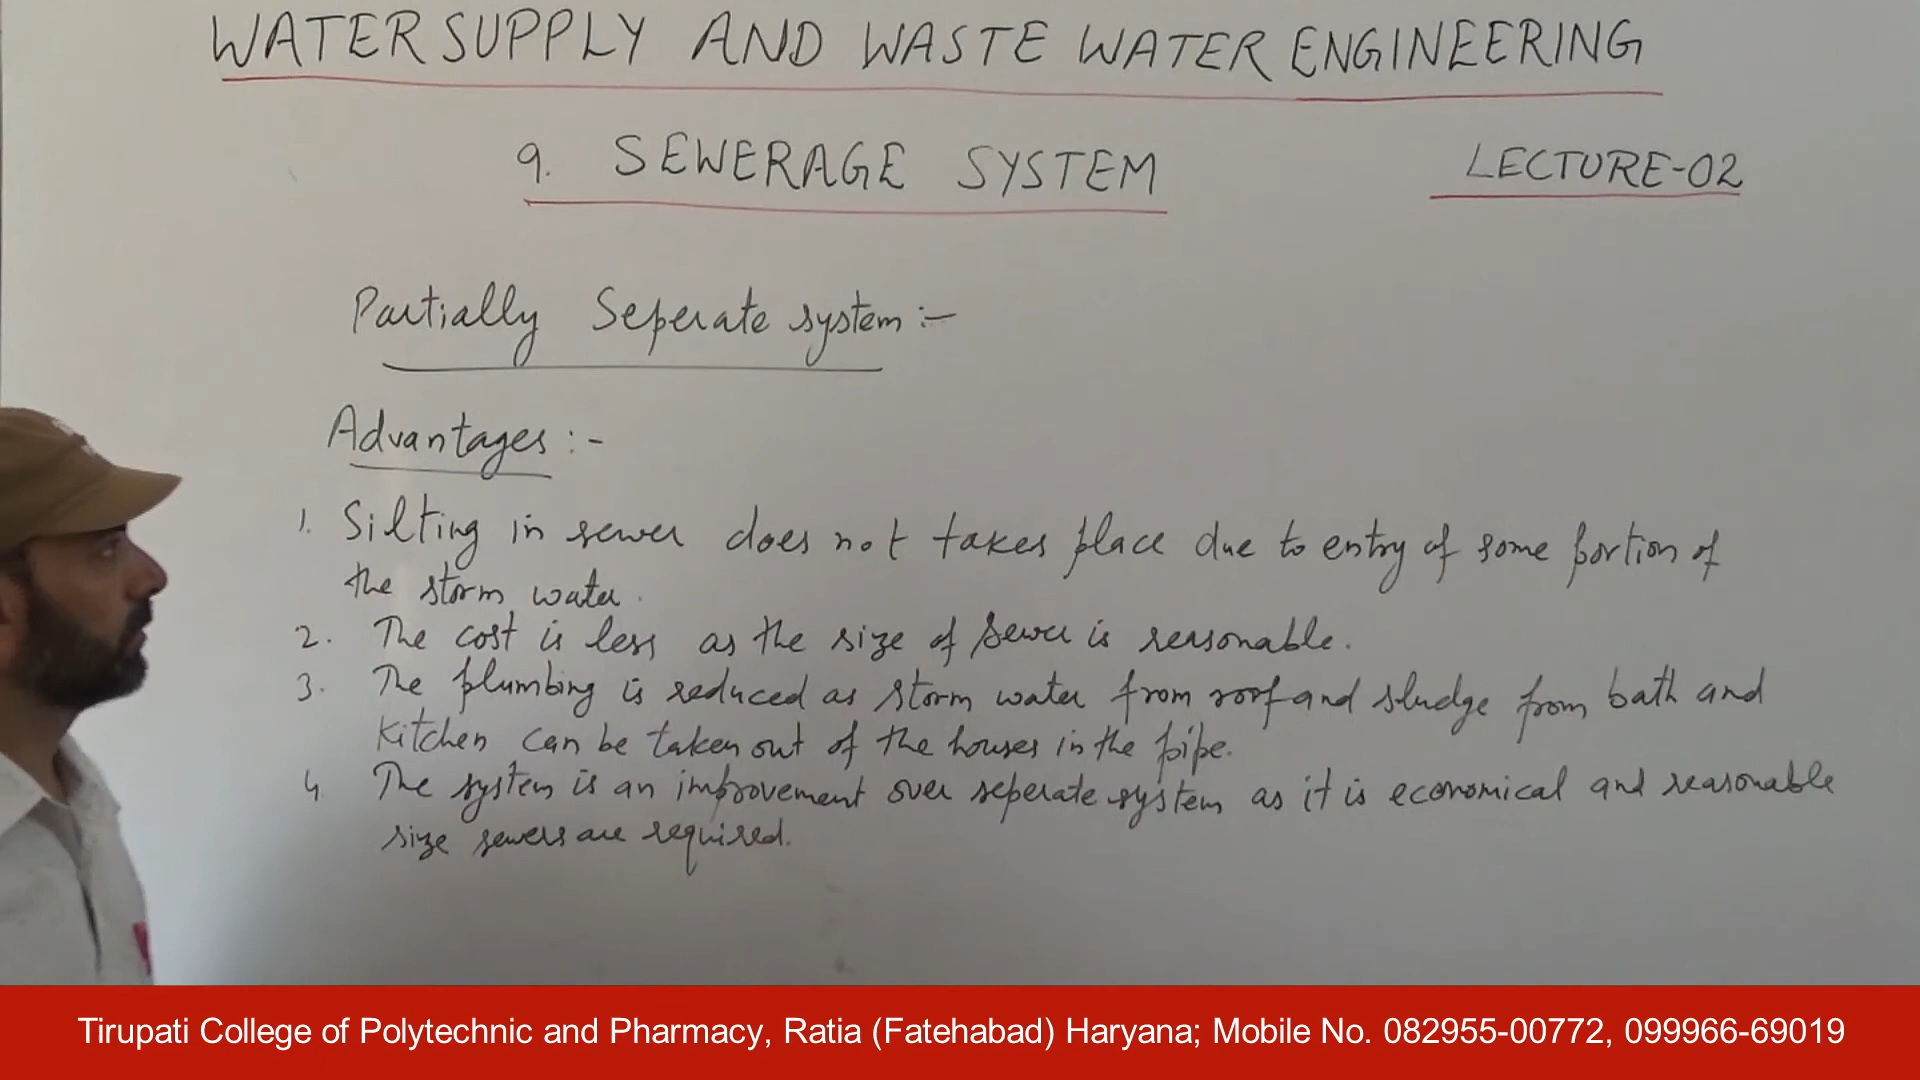 WATER SUPPLY AND WASTE WATER ENGINEERING
9. SEWERAGE SYSTEM
LECTURE-02
Partially Seperate system :-
Advantages :-
1. Silting in sewer does not takes place due to entry of some portion of
the storm water.
2. The cost is less as the size of sewer is reasonable.
3. The plumbing is reduced as storm water from roof and sludge from bath and
kitchen can be taken out of the houses in the pipe.
4. The system is an improvement over seperate system as it is economical and reasonable
size sewers are required.
Tirupati College of Polytechnic and Pharmacy, Ratia (Fatehabad) Haryana; Mobile No. 082955-00772, 099966-69019